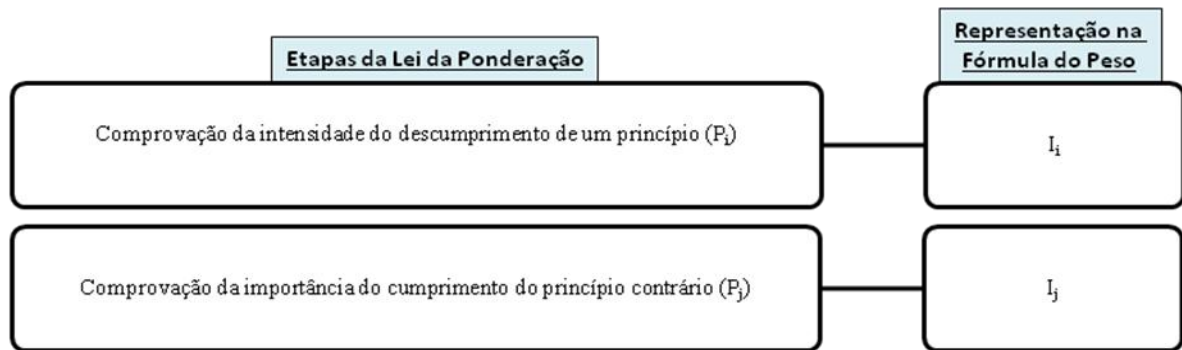 Etapas da Lei da Ponderação
Representação na
Fórmula do Peso
Comprovação da intensidade do descumprimento de um princípio (Pi)
Ii
Comprovação da importância do cumprimento do princípio contrário (Pj)
Ij